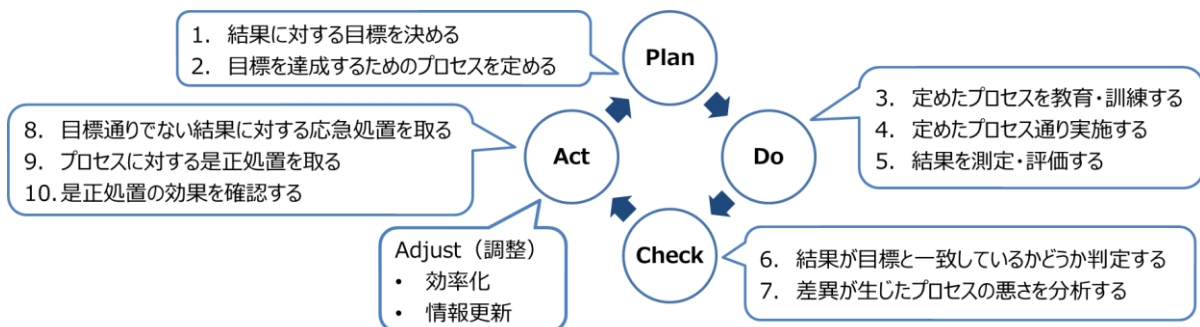 Plan
1. 結果に対する目標を決める
2. 目標を達成するためのプロセスを定める
Do
3. 定めたプロセスを教育・訓練する
4. 定めたプロセス通り実施する
5. 結果を測定・評価する
Check
6. 結果が目標と一致しているかどうか判定する
7. 差異が生じたプロセスの悪さを分析する
Act
8. 目標通りでない結果に対する応急処置を取る
9. プロセスに対する是正処置を取る
10. 是正処置の効果を確認する
Adjust（調整）
• 効率化
• 情報更新